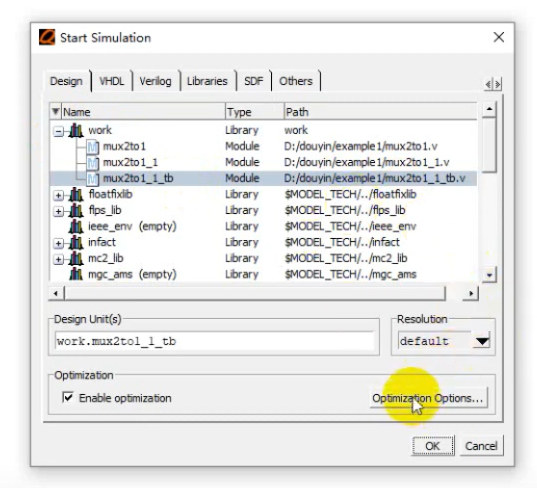 Start Simulation
Design VHDL Verilog Libraries SDF Others
Name Type Path
work Library work
mux2to1 Module D:/douyin/example1/mux2to1.v
mux2to1_1 Module D:/douyin/example1/mux2to1_1.v
mux2to1_1_tb Module D:/douyin/example1/mux2to1_1_tb.v
floatfixlib Library $MODEL_TECH/../floatfixlib
flps_lib Library $MODEL_TECH/../flps_lib
ieee_env (empty) Library $MODEL_TECH/../ieee_env
infact Library $MODEL_TECH/../infact
mc2_lib Library $MODEL_TECH/../mc2_lib
mgc_ams (empty) Library $MODEL_TECH/../mgc_ams
Design Unit(s) Resolution
work.mux2to1_1_tb default
Optimization
Enable optimization Optimization Options...
OK Cancel